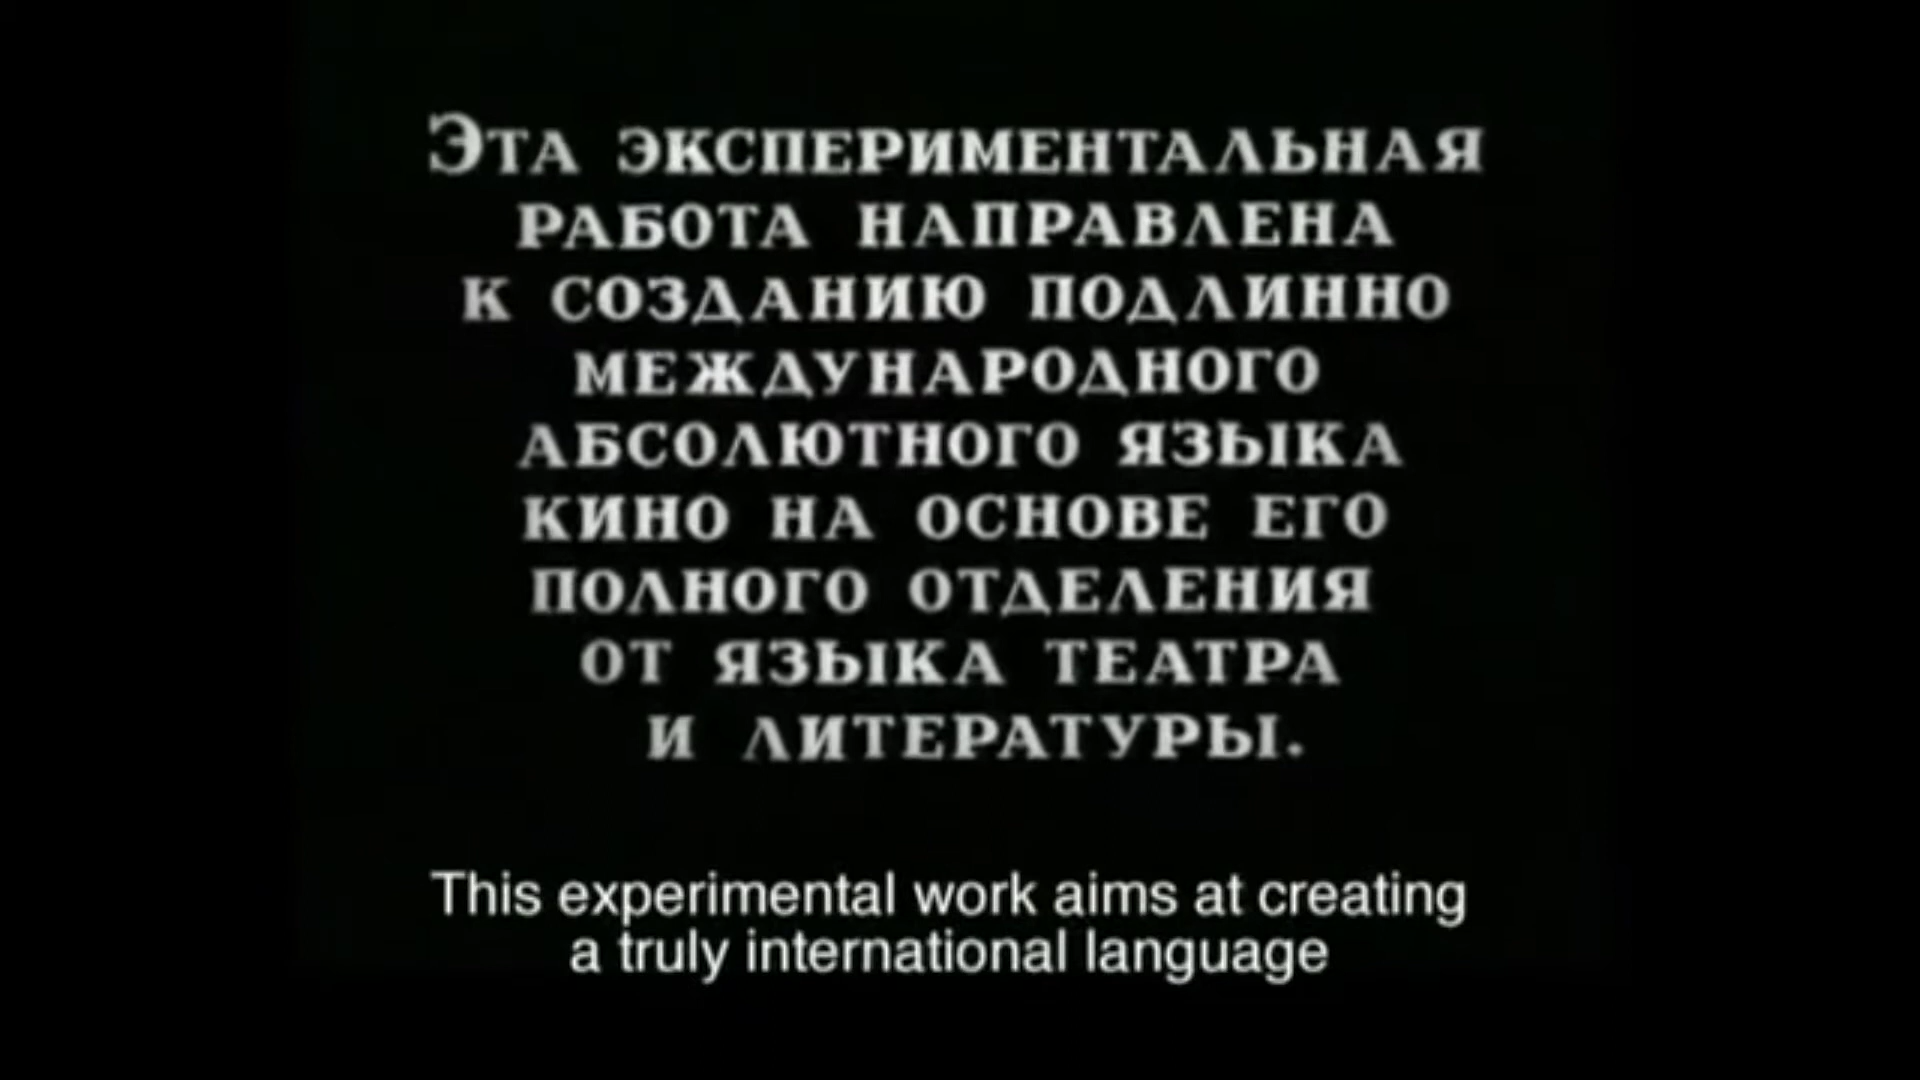 Эта экспериментальная
работа направлена
к созданию подлинно
международного
абсолютного языка
кино на основе его
полного отделения
от языка театра
и литературы.
This experimental work aims at creating
a truly international language